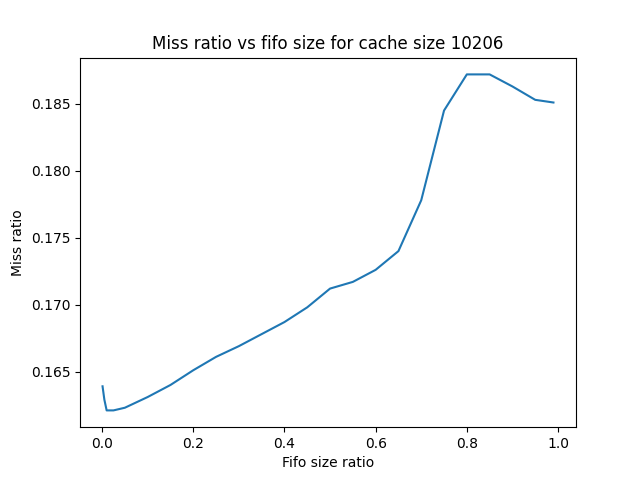 Miss ratio vs fifo size for cache size 10206
0.185
0.180
0.175
0.170
0.165
Miss ratio
0.0 0.2 0.4 0.6 0.8 1.0
Fifo size ratio